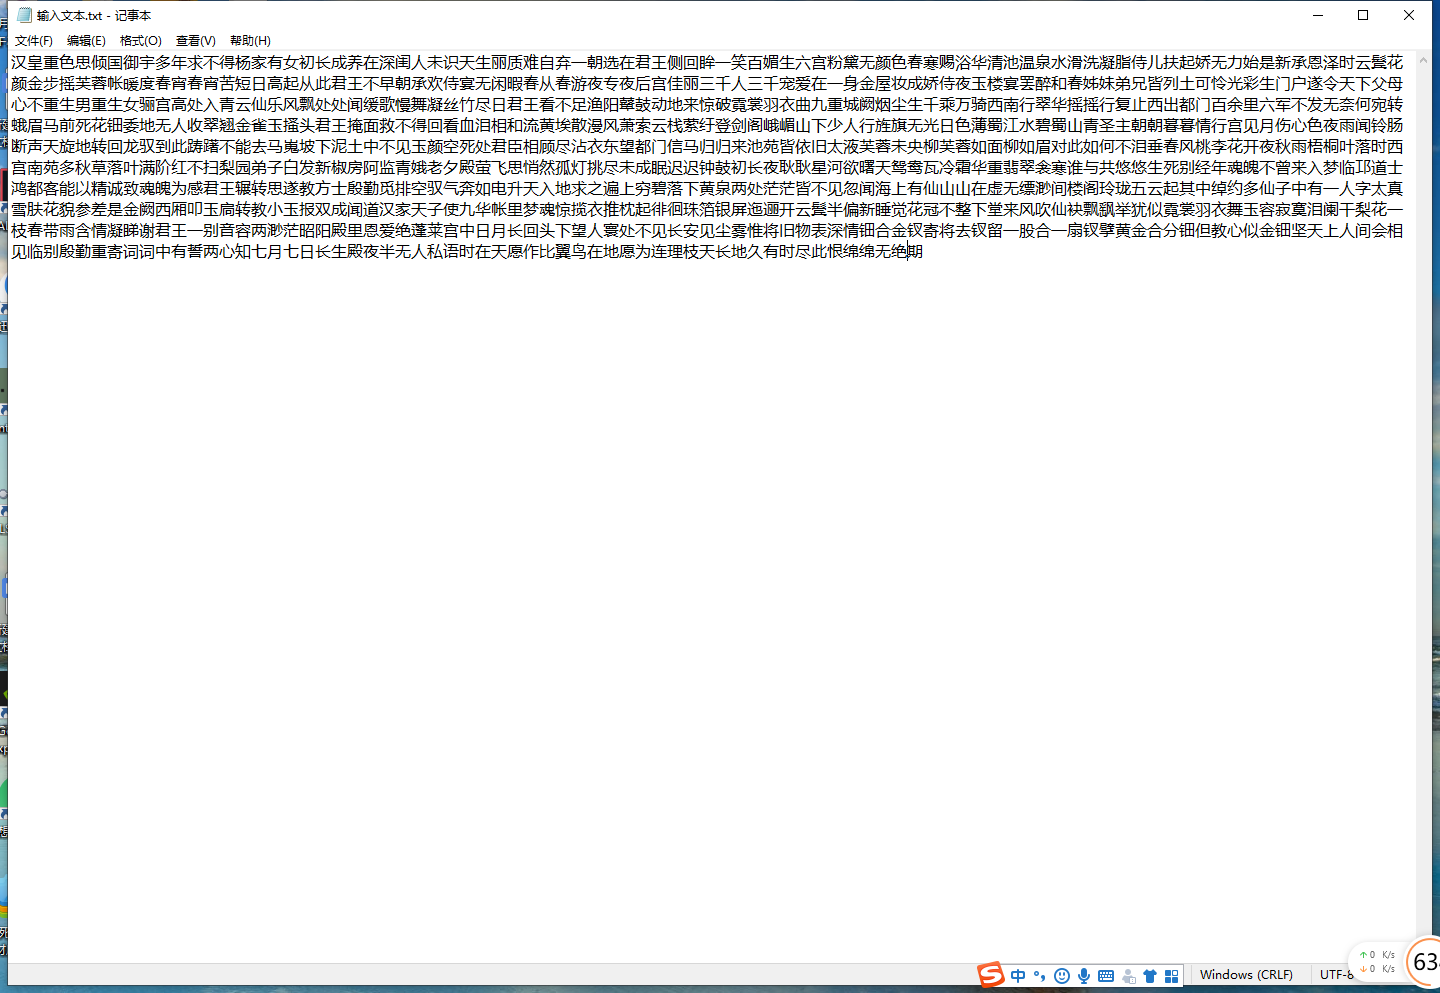 输入文本.txt - 记事本
文件(F) 编辑(E) 格式(O) 查看(V) 帮助(H)
汉皇重色思倾国御宇多年求不得杨家有女初长成养在深闺人未识天生丽质难自弃一朝选在君王侧回眸一笑百媚生六宫粉黛无颜色春寒赐浴华清池温泉水滑洗凝脂侍儿扶起娇无力始是新承恩泽时云鬓花
颜金步摇芙蓉帐暖度春宵春宵苦短日高起从此君王不早朝承欢侍宴无闲暇春从春游夜专夜后宫佳丽三千人三千宠爱在一身金屋妆成娇侍夜玉楼宴罢醉和春姊妹弟兄皆列土可怜光彩生门户遂令天下父母
心不重生男重生女骊宫高处入青云仙乐风飘处处闻缓歌慢舞凝丝竹尽日君王看不足渔阳鼙鼓动地来惊破霓裳羽衣曲九重城阙烟尘生千乘万骑西南行翠华摇摇行复止西出都门百余里六军不发无奈何宛转
蛾眉马前死花钿委地无人收翠翘金雀玉搔头君王掩面救不得回看血泪相和流黄埃散漫风萧索云栈萦纡登剑阁峨嵋山下少人行旌旗无光日色薄蜀江水碧蜀山青圣主朝朝暮暮情行宫见月伤心色夜雨闻铃肠
断声天旋地转回龙驭到此踌躇不能去马嵬坡下泥土中不见玉颜空死处君臣相顾尽沾衣东望都门信马归归来池苑皆依旧太液芙蓉未央柳芙蓉如面柳如眉对此如何不泪垂春风桃李花开夜秋雨梧桐叶落时西
宫南苑多秋草落叶满阶红不扫梨园弟子白发新椒房阿监青娥老夕殿萤飞思悄然孤灯挑尽未成眠迟迟钟鼓初长夜耿耿星河欲曙天鸳鸯瓦冷霜华重翡翠衾寒谁与共悠悠生死别经年魂魄不曾来入梦临邛道士
鸿都客能以精诚致魂魄为感君王辗转思遂教方士殷勤觅排空驭气奔如电升天入地求之遍上穷碧落下黄泉两处茫茫皆不见忽闻海上有仙山山在虚无缥渺间楼阁玲珑五云起其中绰约多仙子中有一人字太真
雪肤花貌参差是金阙西厢叩玉扃转教小玉报双成闻道汉家天子使九华帐里梦魂惊揽衣推枕起徘徊珠箔银屏迤逦开云鬓半偏新睡觉花冠不整下堂来风吹仙袂飘飘举犹似霓裳羽衣舞玉容寂寞泪阑干梨花一
枝春带雨含情凝睇谢君王一别音容两渺茫昭阳殿里恩爱绝蓬莱宫中日月长回头下望人寰处不见长安见尘雾惟将旧物表深情钿合金钗寄将去钗留一股合一扇钗擘黄金合分钿但教心似金钿坚天上人间会相
见临别殷勤重寄词词中有誓两心知七月七日长生殿夜半无人私语时在天愿作比翼鸟在地愿为连理枝天长地久有时尽此恨绵绵无绝期
中
Windows (CRLF) UTF-8
↑ 0 K/s
↓ 0 K/s